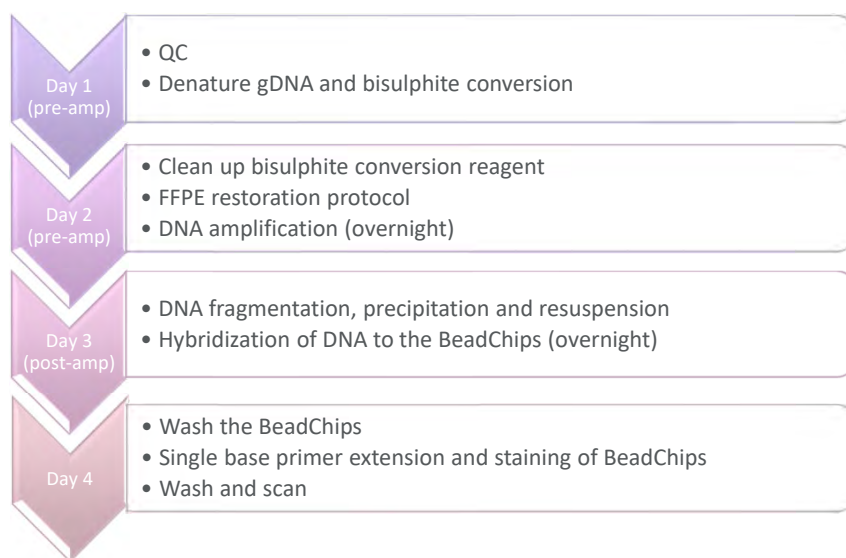 Day 1
(pre-amp)
• QC
• Denature gDNA and bisulphite conversion
Day 2
(pre-amp)
• Clean up bisulphite conversion reagent
• FFPE restoration protocol
• DNA amplification (overnight)
Day 3
(post-amp)
• DNA fragmentation, precipitation and resuspension
• Hybridization of DNA to the BeadChips (overnight)
Day 4
• Wash the BeadChips
• Single base primer extension and staining of BeadChips
• Wash and scan